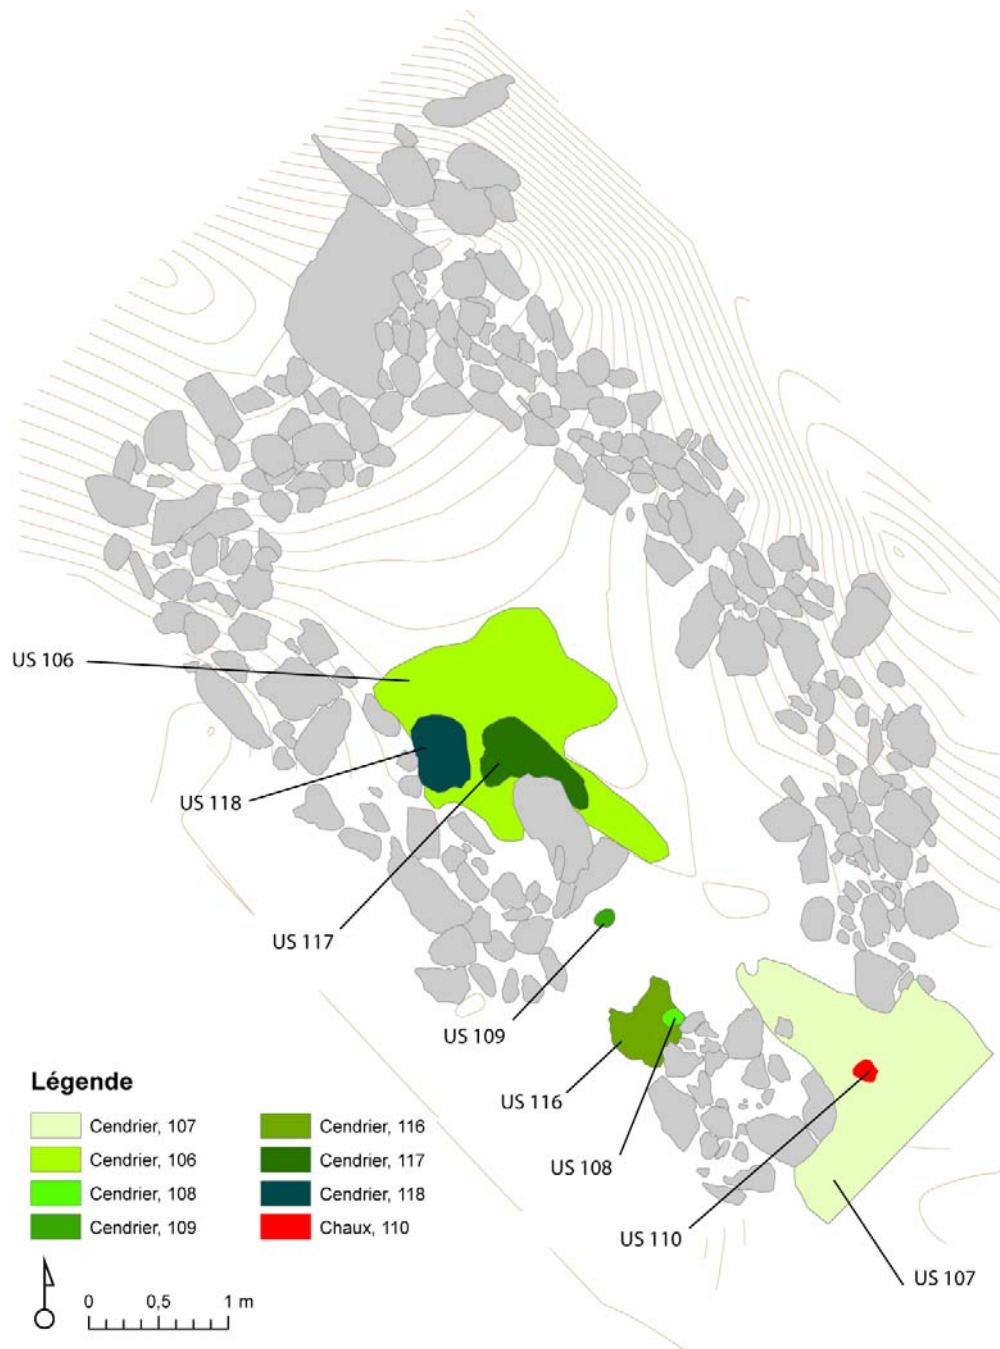 US 106
US 118
US 117
US 109
US 116
US 108
US 110
US 107
Légende
Cendrier, 107
Cendrier, 106
Cendrier, 108
Cendrier, 109
Cendrier, 116
Cendrier, 117
Cendrier, 118
Chaux, 110
0 0,5 1 m